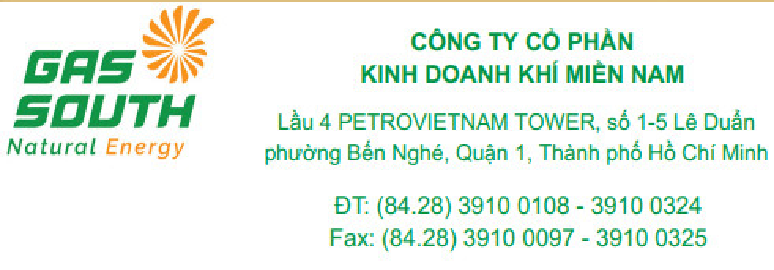 GAS
SOUTH
Natural Energy
CÔNG TY CỔ PHẦN
KINH DOANH KHÍ MIỀN NAM
Lầu 4 PETROVIETNAM TOWER, số 1-5 Lê Duẩn
phường Bến Nghé, Quận 1, Thành phố Hồ Chí Minh
ĐT: (84.28) 3910 0108 - 3910 0324
Fax: (84.28) 3910 0097 - 3910 0325